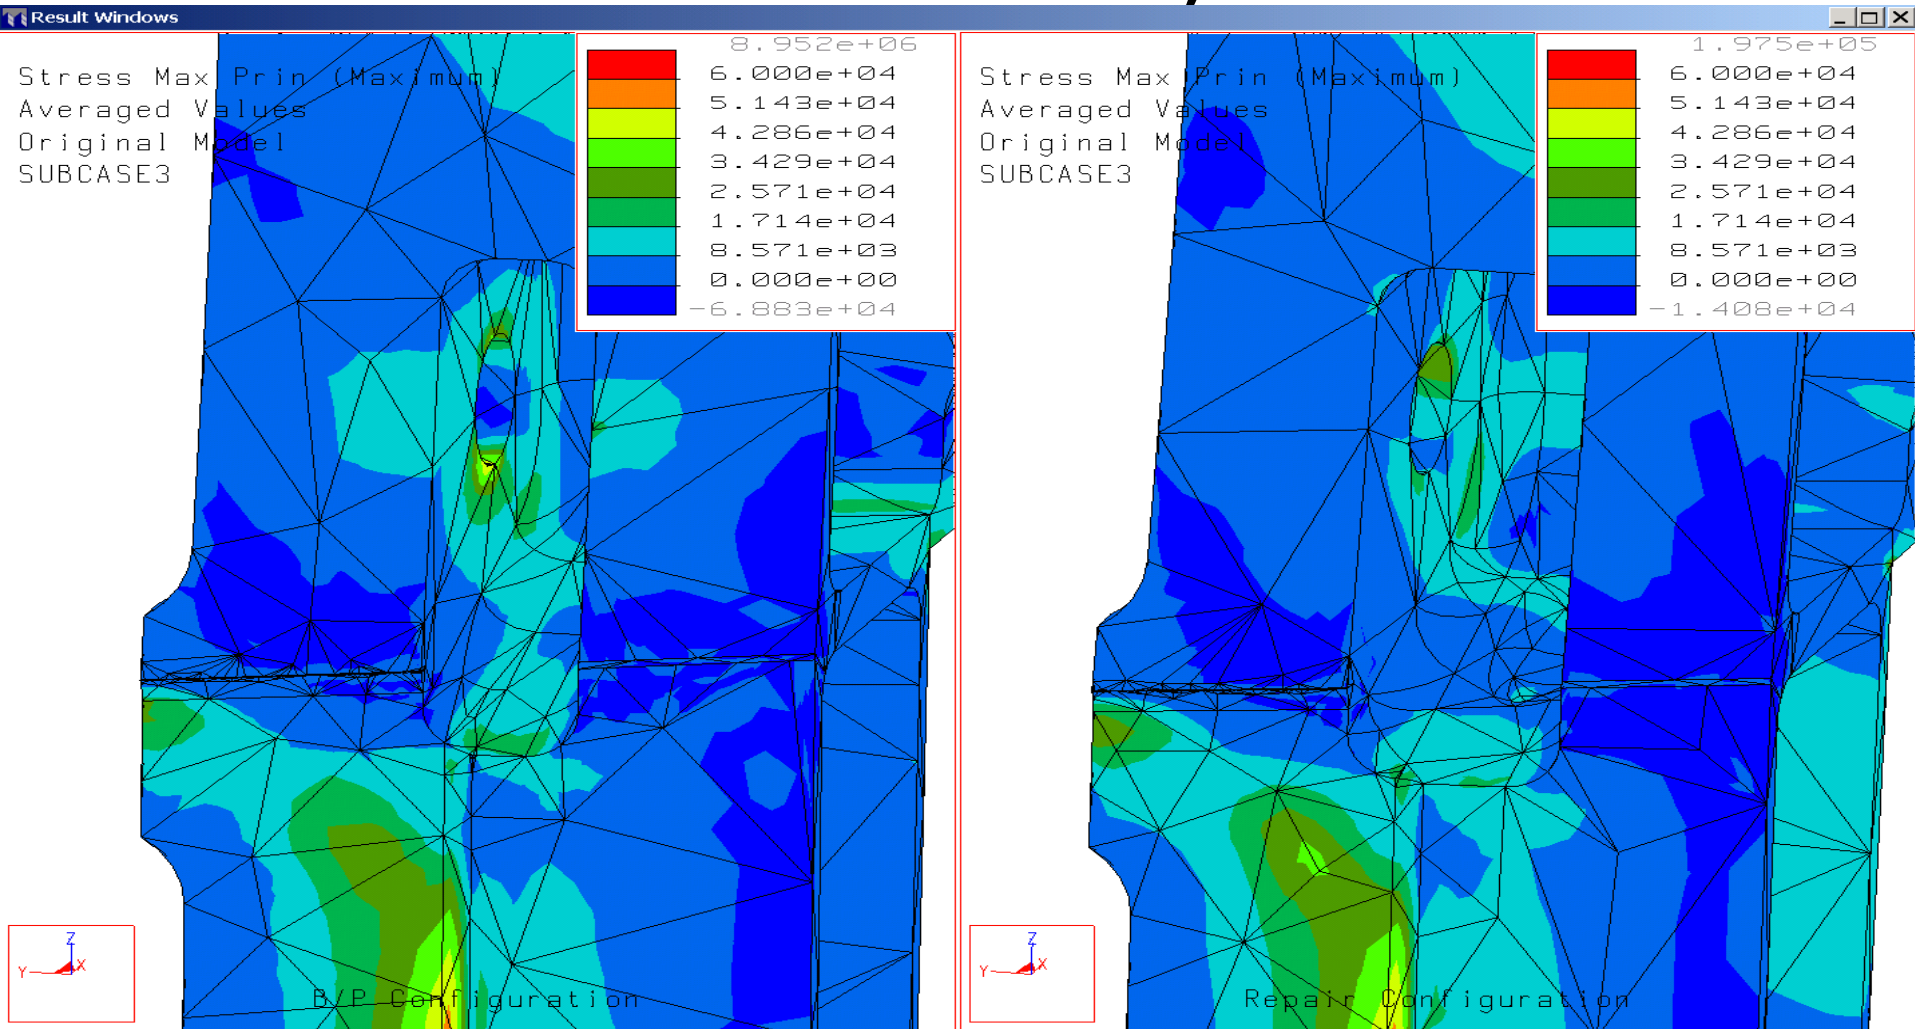 Result Windows
Stress Max Prin (Maximum)
Averaged Values
Original Model
SUBCASE3
8.952e+06
6.000e+04
5.143e+04
4.286e+04
3.429e+04
2.571e+04
1.714e+04
8.571e+03
0.000e+00
-6.883e+04
Z
Y
X
B/P Configuration
Stress Max Prin (Maximum)
Averaged Values
Original Model
SUBCASE3
1.975e+05
6.000e+04
5.143e+04
4.286e+04
3.429e+04
2.571e+04
1.714e+04
8.571e+03
0.000e+00
-1.408e+04
Z
Y
X
Repair Configuration